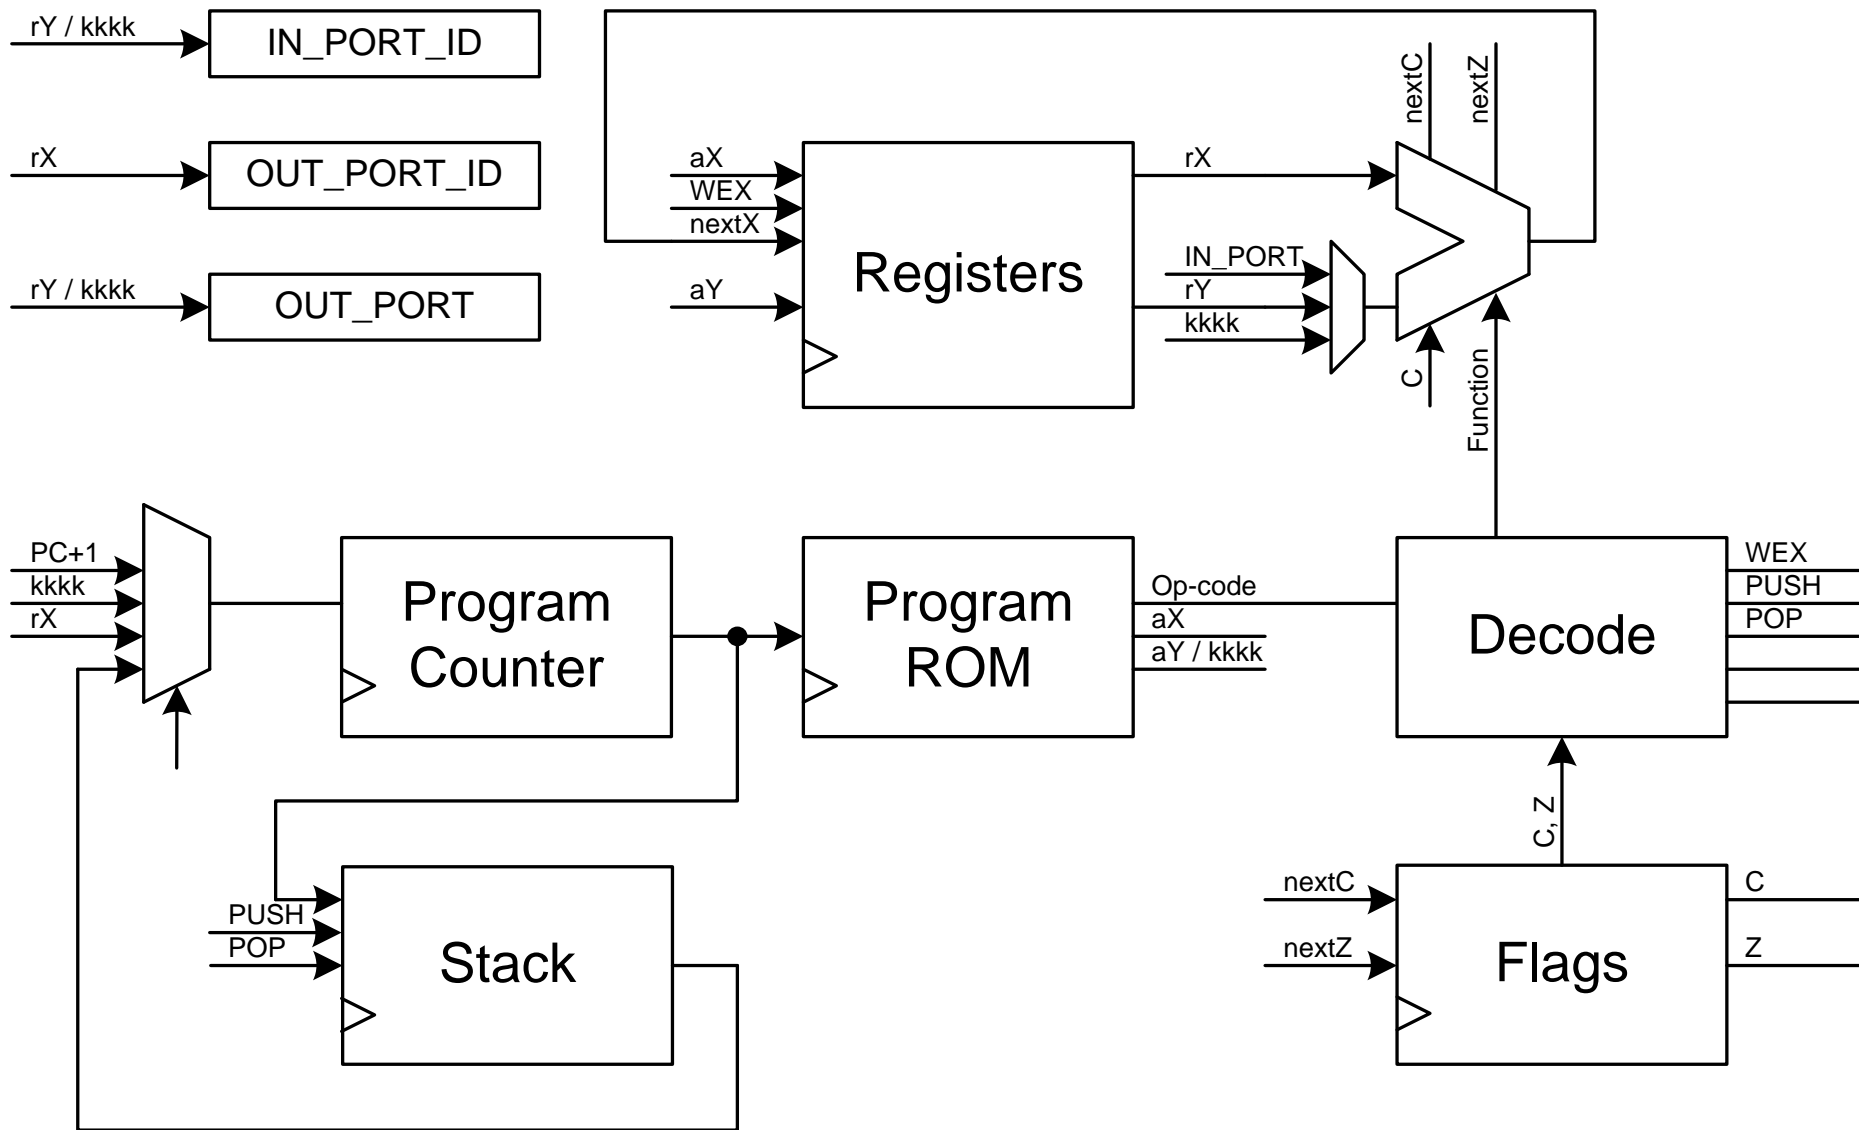 rY / kkkk
IN_PORT_ID
rX
OUT_PORT_ID
rY / kkkk
OUT_PORT
aX
WEX
nextX
aY
Registers
rX
IN_PORT
rY
kkkk
nextC
nextZ
C
Function
PC+1
kkkk
rX
Program
Counter
Program
ROM
Op-code
aX
aY / kkkk
Decode
WEX
PUSH
POP
C, Z
PUSH
POP
Stack
nextC
nextZ
Flags
C
Z